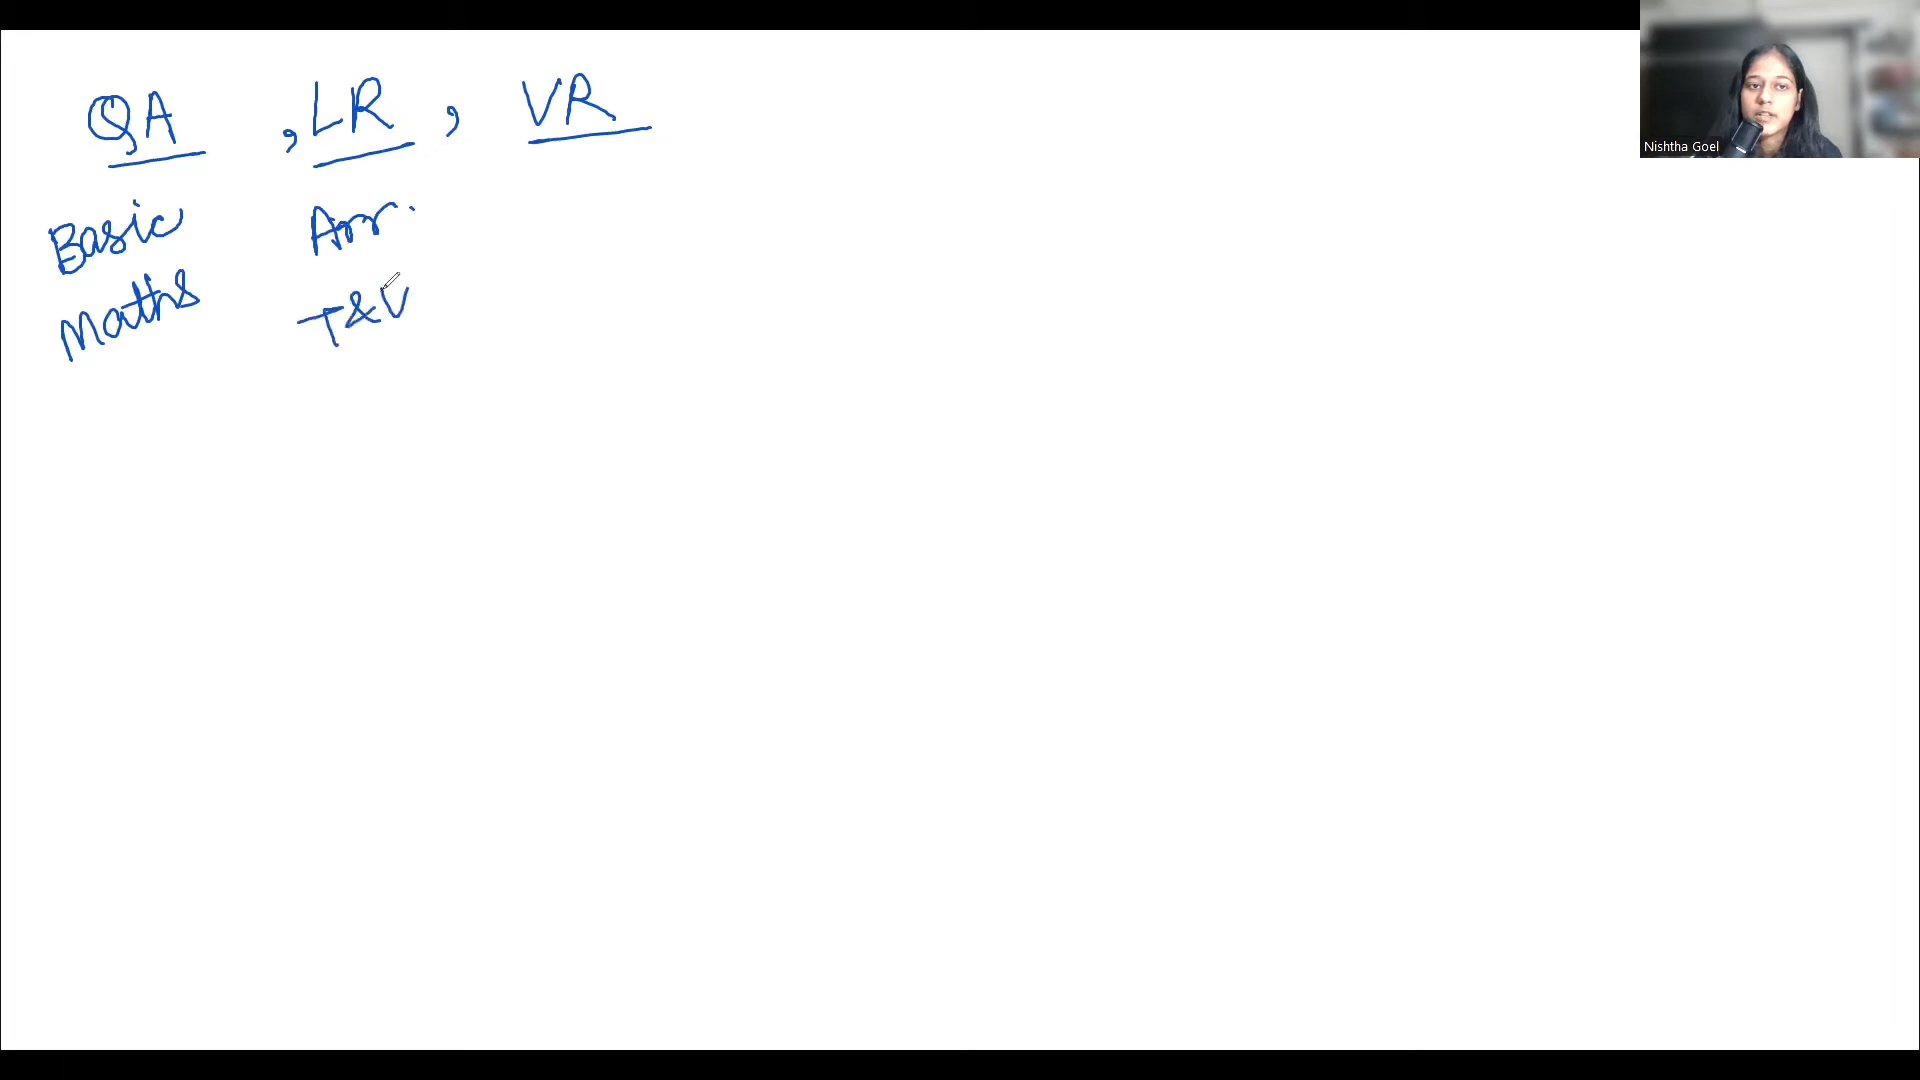 QA , LR , VR
Basic Arr.
Maths T&V
Nishtha Goel